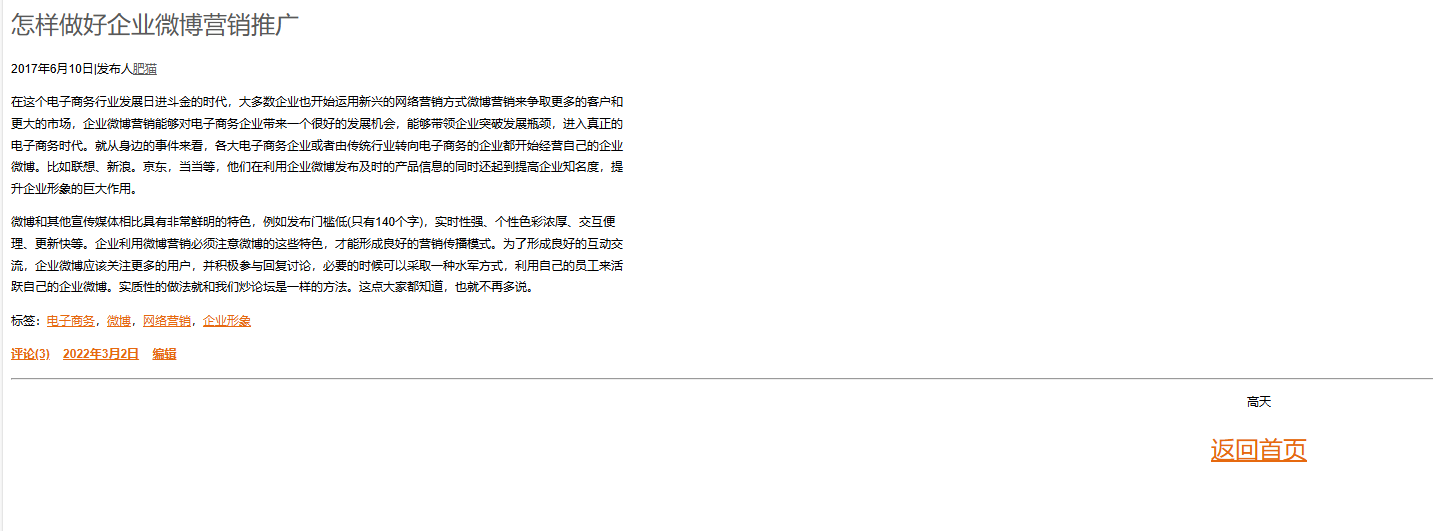 怎样做好企业微博营销推广
2017年6月10日|发布人肥猫
在这个电子商务行业发展日进斗金的时代，大多数企业也开始运用新兴的网络营销方式微博营销来争取更多的客户和
更大的市场，企业微博营销能够对电子商务企业带来一个很好的发展机会，能够带领企业突破发展瓶颈，进入真正的
电子商务时代。就从身边的事件来看，各大电子商务企业或者由传统行业转向电子商务的企业都开始经营自己的企业
微博。比如联想、新浪。京东，当当等，他们在利用企业微博发布及时的产品信息的同时还起到提高企业知名度，提
升企业形象的巨大作用。
微博和其他宣传媒体相比具有非常鲜明的特色，例如发布门槛低(只有140个字)，实时性强、个性色彩浓厚、交互便
理、更新快等。企业利用微博营销必须注意微博的这些特色，才能形成良好的营销传播模式。为了形成良好的互动交
流，企业微博应该关注更多的用户，并积极参与回复讨论，必要的时候可以采取一种水军方式，利用自己的员工来活
跃自己的企业微博。实质性的做法就和我们炒论坛是一样的方法。这点大家都知道，也就不再多说。
标签：电子商务，微博，网络营销，企业形象
评论(3) 2022年3月2日 编辑
高天
返回首页